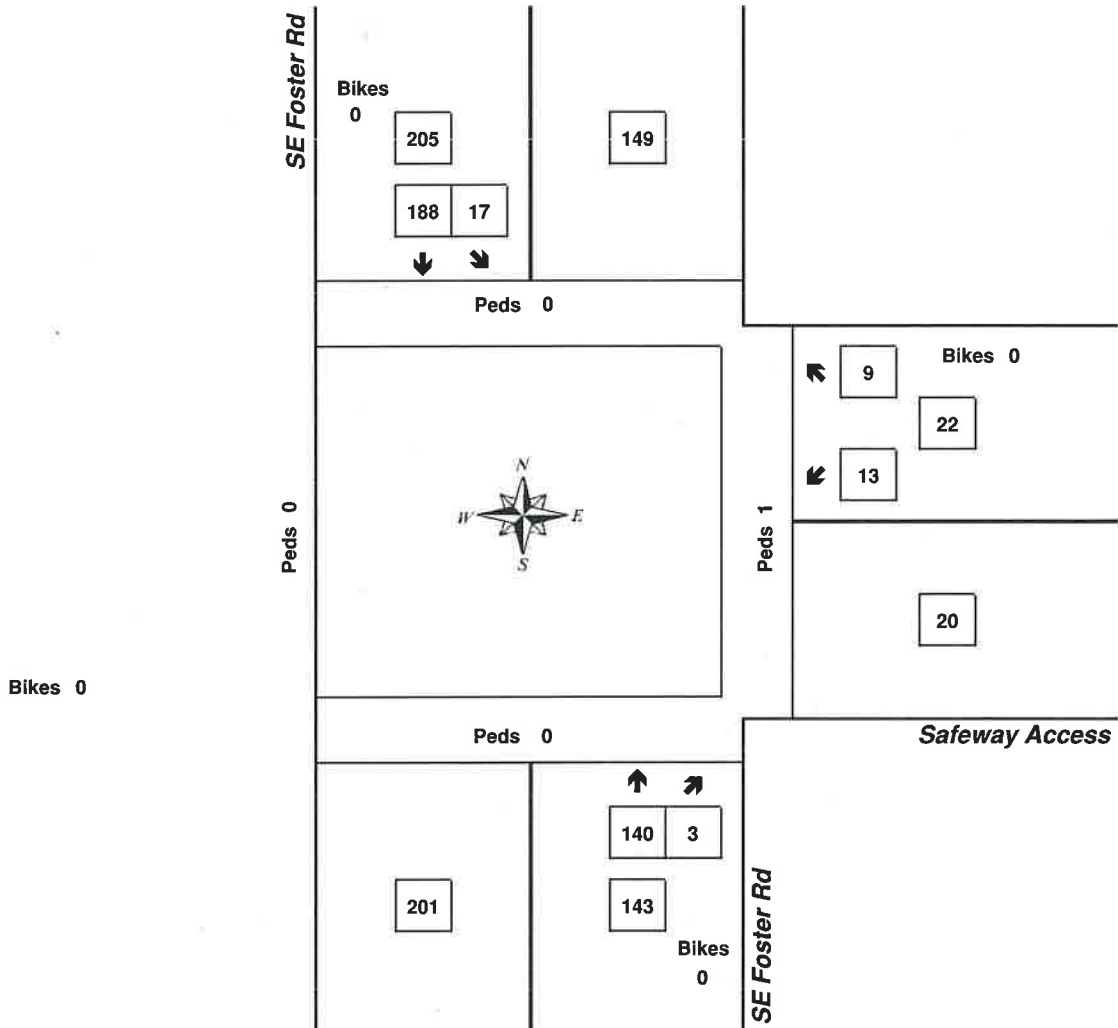 SE Foster Rd
Bikes
0
205
149
188 17
Peds 0
9
Bikes 0
22
13
N
W E
S
Peds 0
Peds 1
20
Bikes 0
Peds 0
Safeway Access
140 3
201
143
Bikes
0
SE Foster Rd